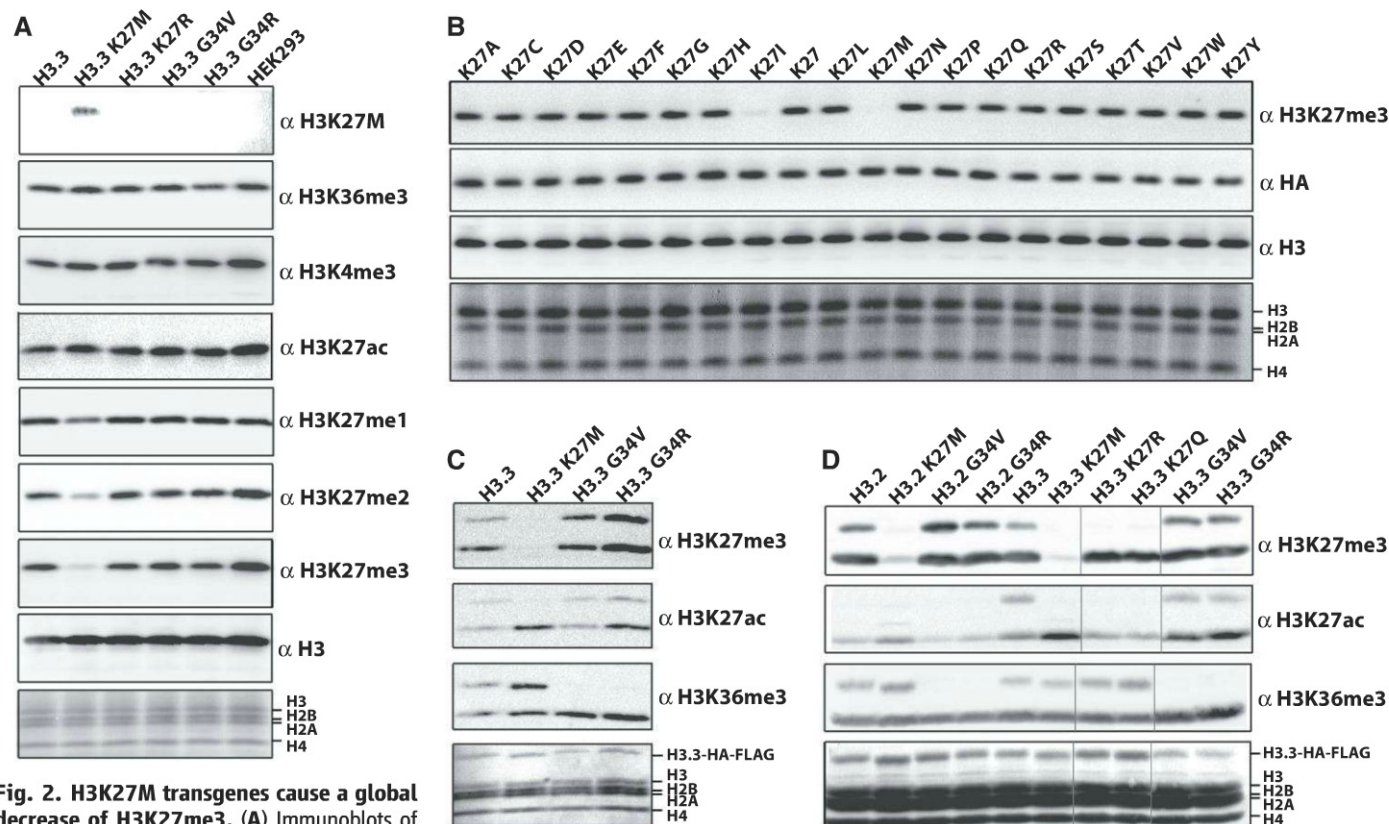 A
H3.3
H3.3 K27M
H3.3 K27R
H3.3 G34V
H3.3 G34R
HEK293
α H3K27M
α H3K36me3
α H3K4me3
α H3K27ac
α H3K27me1
α H3K27me2
α H3K27me3
α H3
H3
H2B
H2A
H4
B
K27A
K27C
K27D
K27E
K27F
K27G
K27H
K27I
K27
K27L
K27M
K27N
K27P
K27Q
K27R
K27S
K27T
K27V
K27W
K27Y
α H3K27me3
α HA
α H3
H3
H2B
H2A
H4
C
H3.3
H3.3 K27M
H3.3 G34V
H3.3 G34R
α H3K27me3
α H3K27ac
α H3K36me3
H3.3-HA-FLAG
H3
H2B
H2A
H4
D
H3.2
H3.2 K27M
H3.2 G34V
H3.2 G34R
H3.3
H3.3 K27M
H3.3 K27R
H3.3 K27Q
H3.3 G34V
H3.3 G34R
α H3K27me3
α H3K27ac
α H3K36me3
H3.3-HA-FLAG
H3
H2B
H2A
H4
Fig. 2. H3K27M transgenes cause a global
decrease of H3K27me3. (A) Immunoblots of